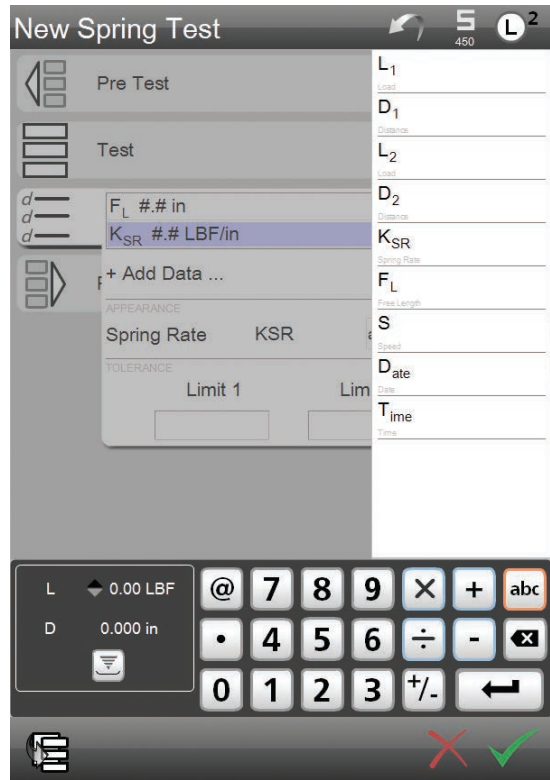 New Spring Test
450
L2
Pre Test
Test
FL #.# in
KSR #.# LBF/in
+ Add Data ...
APPEARANCE
Spring Rate KSR
TOLERANCE
Limit 1 Lim
L1
Load
D1
Distance
L2
Load
D2
Distance
KSR
Spring Rate
FL
Free Length
S
Speed
Date
Date
Time
Time
d
d
d
L 0.00 LBF
D 0.000 in
@ 7 8 9 × + abc
• 4 5 6 ÷ -
0 1 2 3 +/-